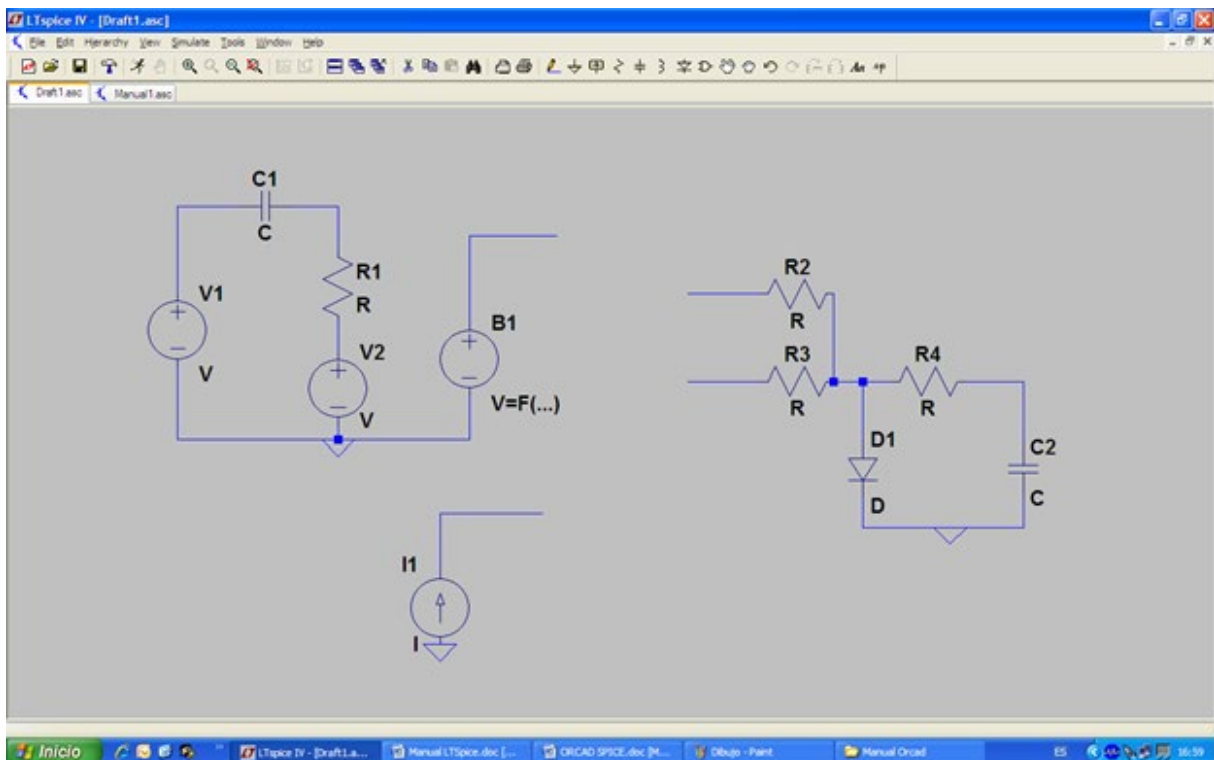 LTspice IV - [Draft1.asc]
File Edit Hierarchy View Simulate Tools Window Help
Draft1.asc Manual1.asc
C1
C
V1
V
R1
R
V2
V
B1
V=F(...)
I1
I
R2
R
R3
R
R4
R
D1
D
C2
C
Inicio LTspice IV - [Draft1.a... Manual LTSpice.doc [... ORCAD SPICE.doc [M... Dibujo - Paint Manual Orcad ES 16:59